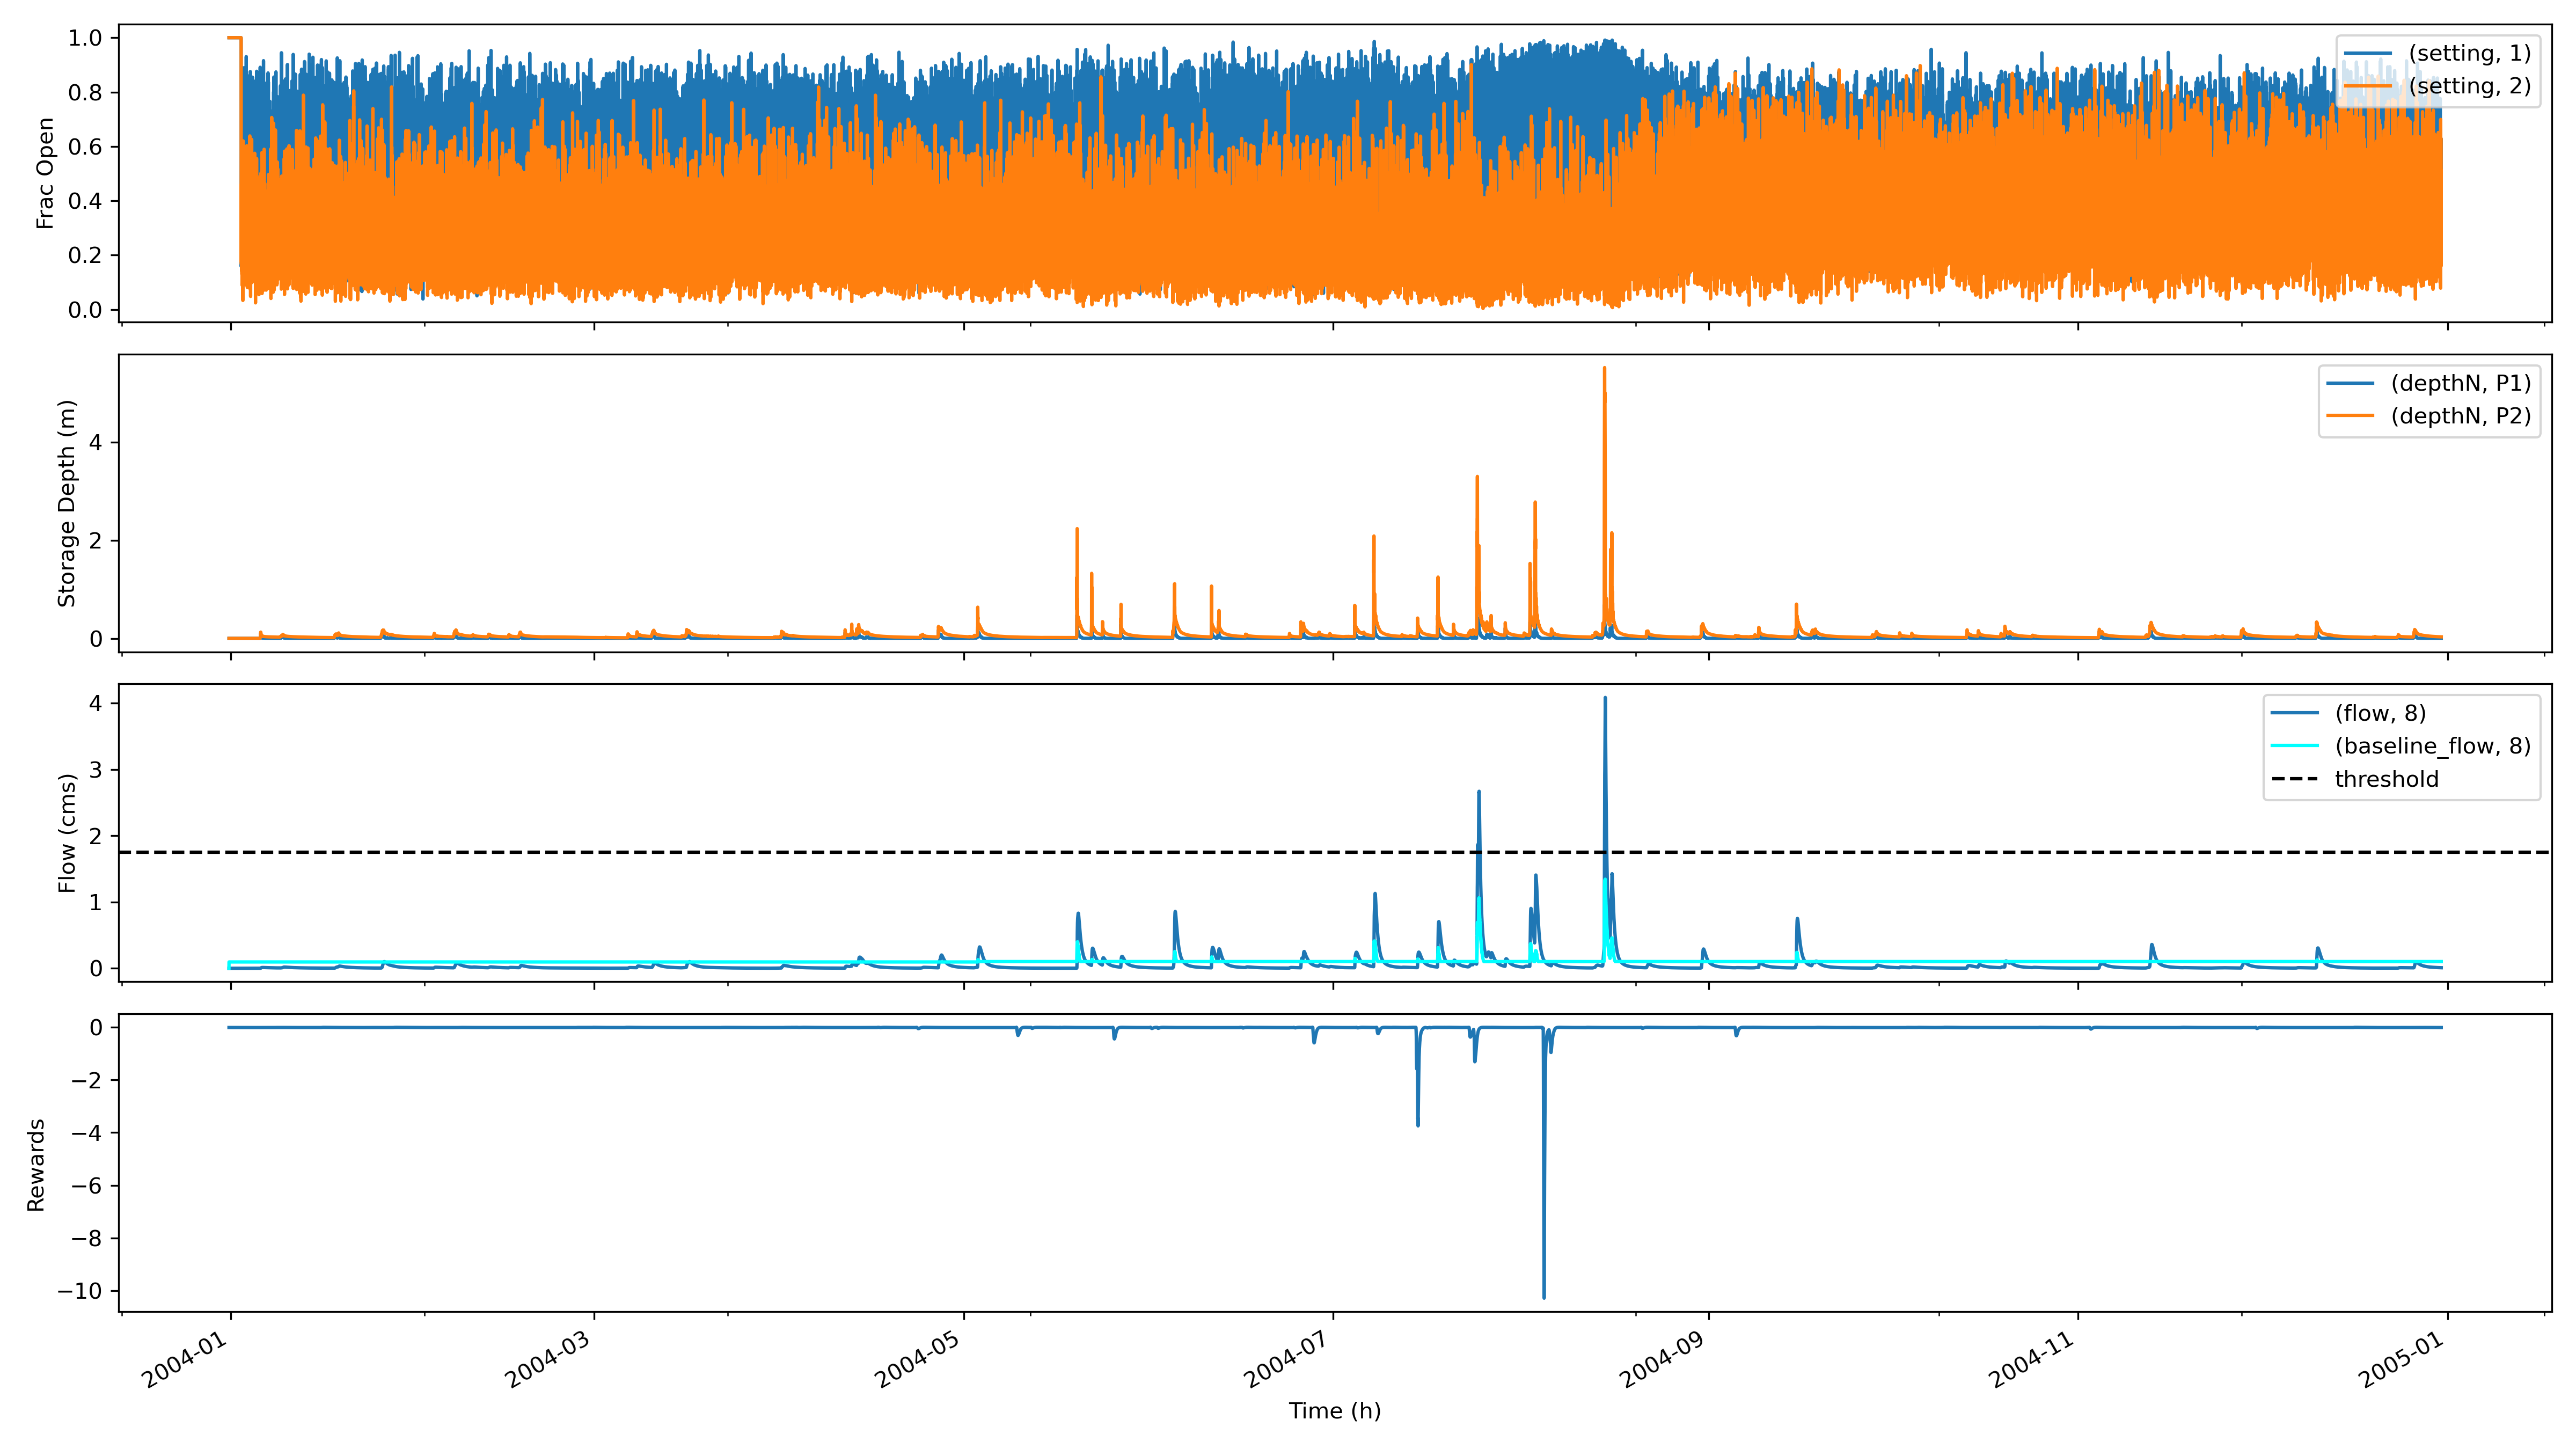 1.0
0.8
0.6
0.4
0.2
0.0
Frac Open
(setting, 1)
(setting, 2)
4
2
0
Storage Depth (m)
(depthN, P1)
(depthN, P2)
4
3
2
1
0
Flow (cms)
(flow, 8)
(baseline_flow, 8)
threshold
0
−2
−4
−6
−8
−10
Rewards
2004-01
2004-03
2004-05
2004-07
2004-09
2004-11
2005-01
Time (h)